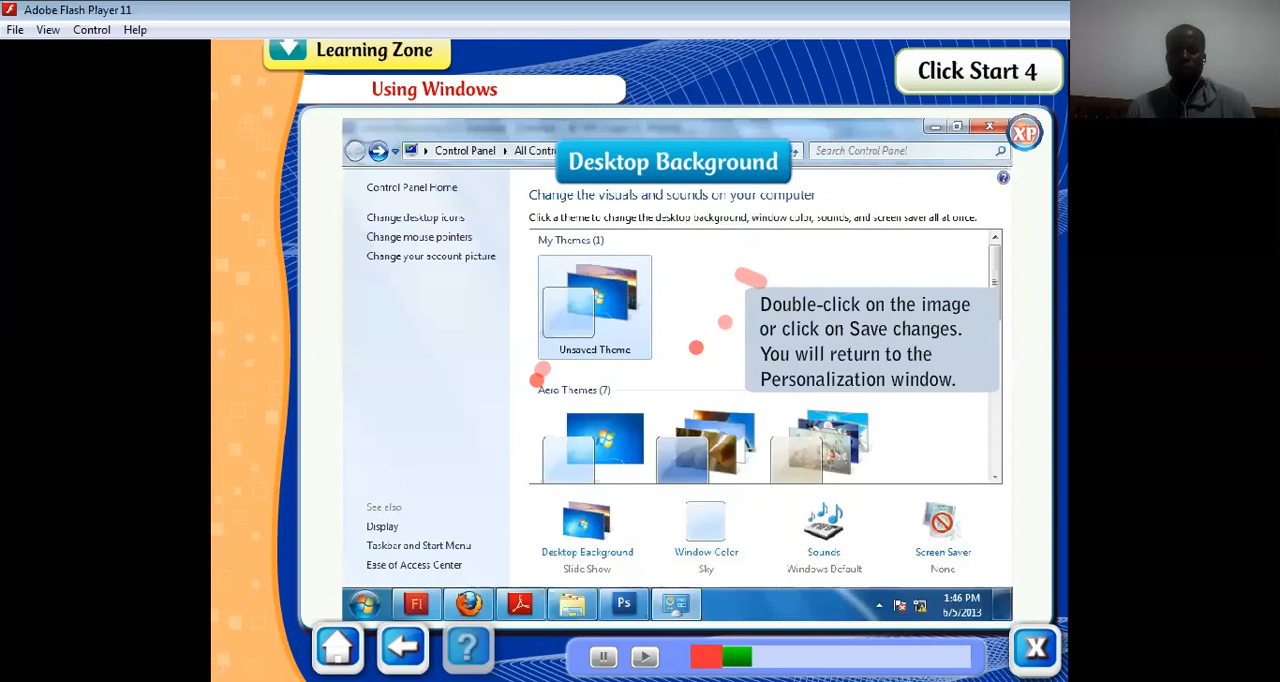 Adobe Flash Player 11
File View Control Help
Learning Zone
Using Windows
Click Start 4
XP
Control Panel All Contr
Search Control Panel
Desktop Background
Control Panel Home
Change desktop icons
Change mouse pointers
Change your account picture
Change the visuals and sounds on your computer
Click a theme to change the desktop background, window color, sounds, and screen saver all at once.
My Themes (1)
Unsaved Theme
Double-click on the image
or click on Save changes.
You will return to the
Personalization window.
Aero Themes (7)
See also
Display
Taskbar and Start Menu
Ease of Access Center
Desktop Background
Slide Show
Window Color
Sky
Sounds
Windows Default
Screen Saver
None
Fl
Ps
1:46 PM
6/5/2013
?
X